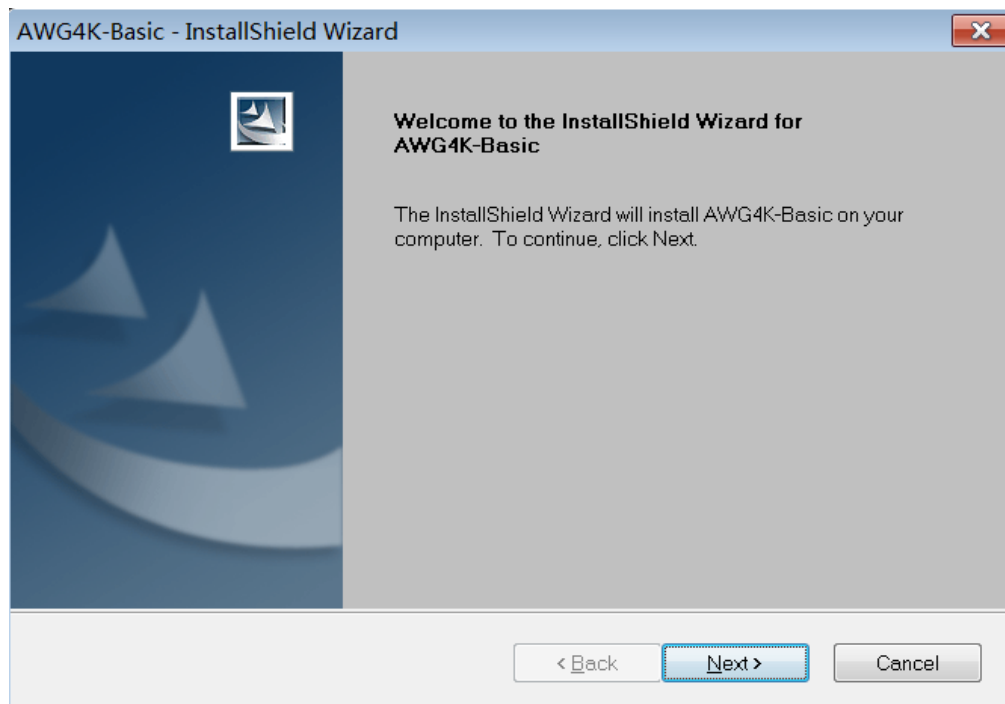 AWG4K-Basic - InstallShield Wizard
Welcome to the InstallShield Wizard for
AWG4K-Basic
The InstallShield Wizard will install AWG4K-Basic on your
computer.  To continue, click Next.
< Back
Next >
Cancel